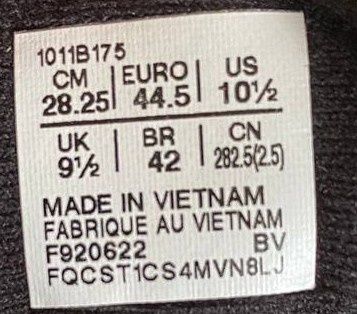 1011B175
CM EURO US
28.25 44.5 10½
UK BR CN
9½ 42 282.5(2.5)
MADE IN VIETNAM
FABRIQUE AU VIETNAM
F920622 BV
FQCST1CS4MVN8LJ